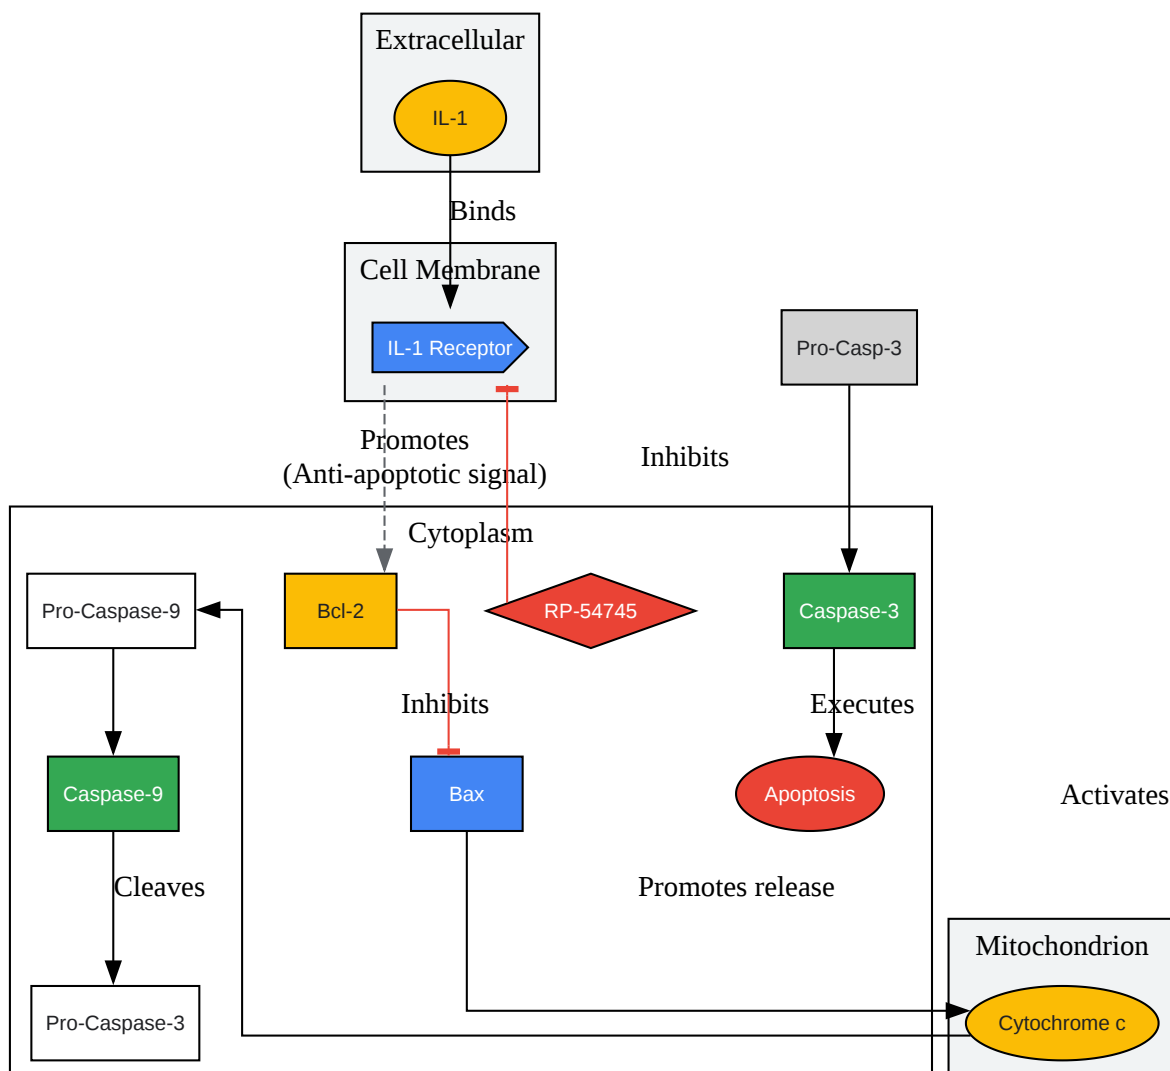 Extracellular
IL-1
Binds
Cell Membrane
IL-1 Receptor
Pro-Casp-3
Promotes
(Anti-apoptotic signal)
Inhibits
Cytoplasm
Pro-Caspase-9
Bcl-2
RP-54745
Caspase-3
Inhibits
Executes
Caspase-9
Bax
Apoptosis
Activates
Cleaves
Promotes release
Mitochondrion
Pro-Caspase-3
Cytochrome c